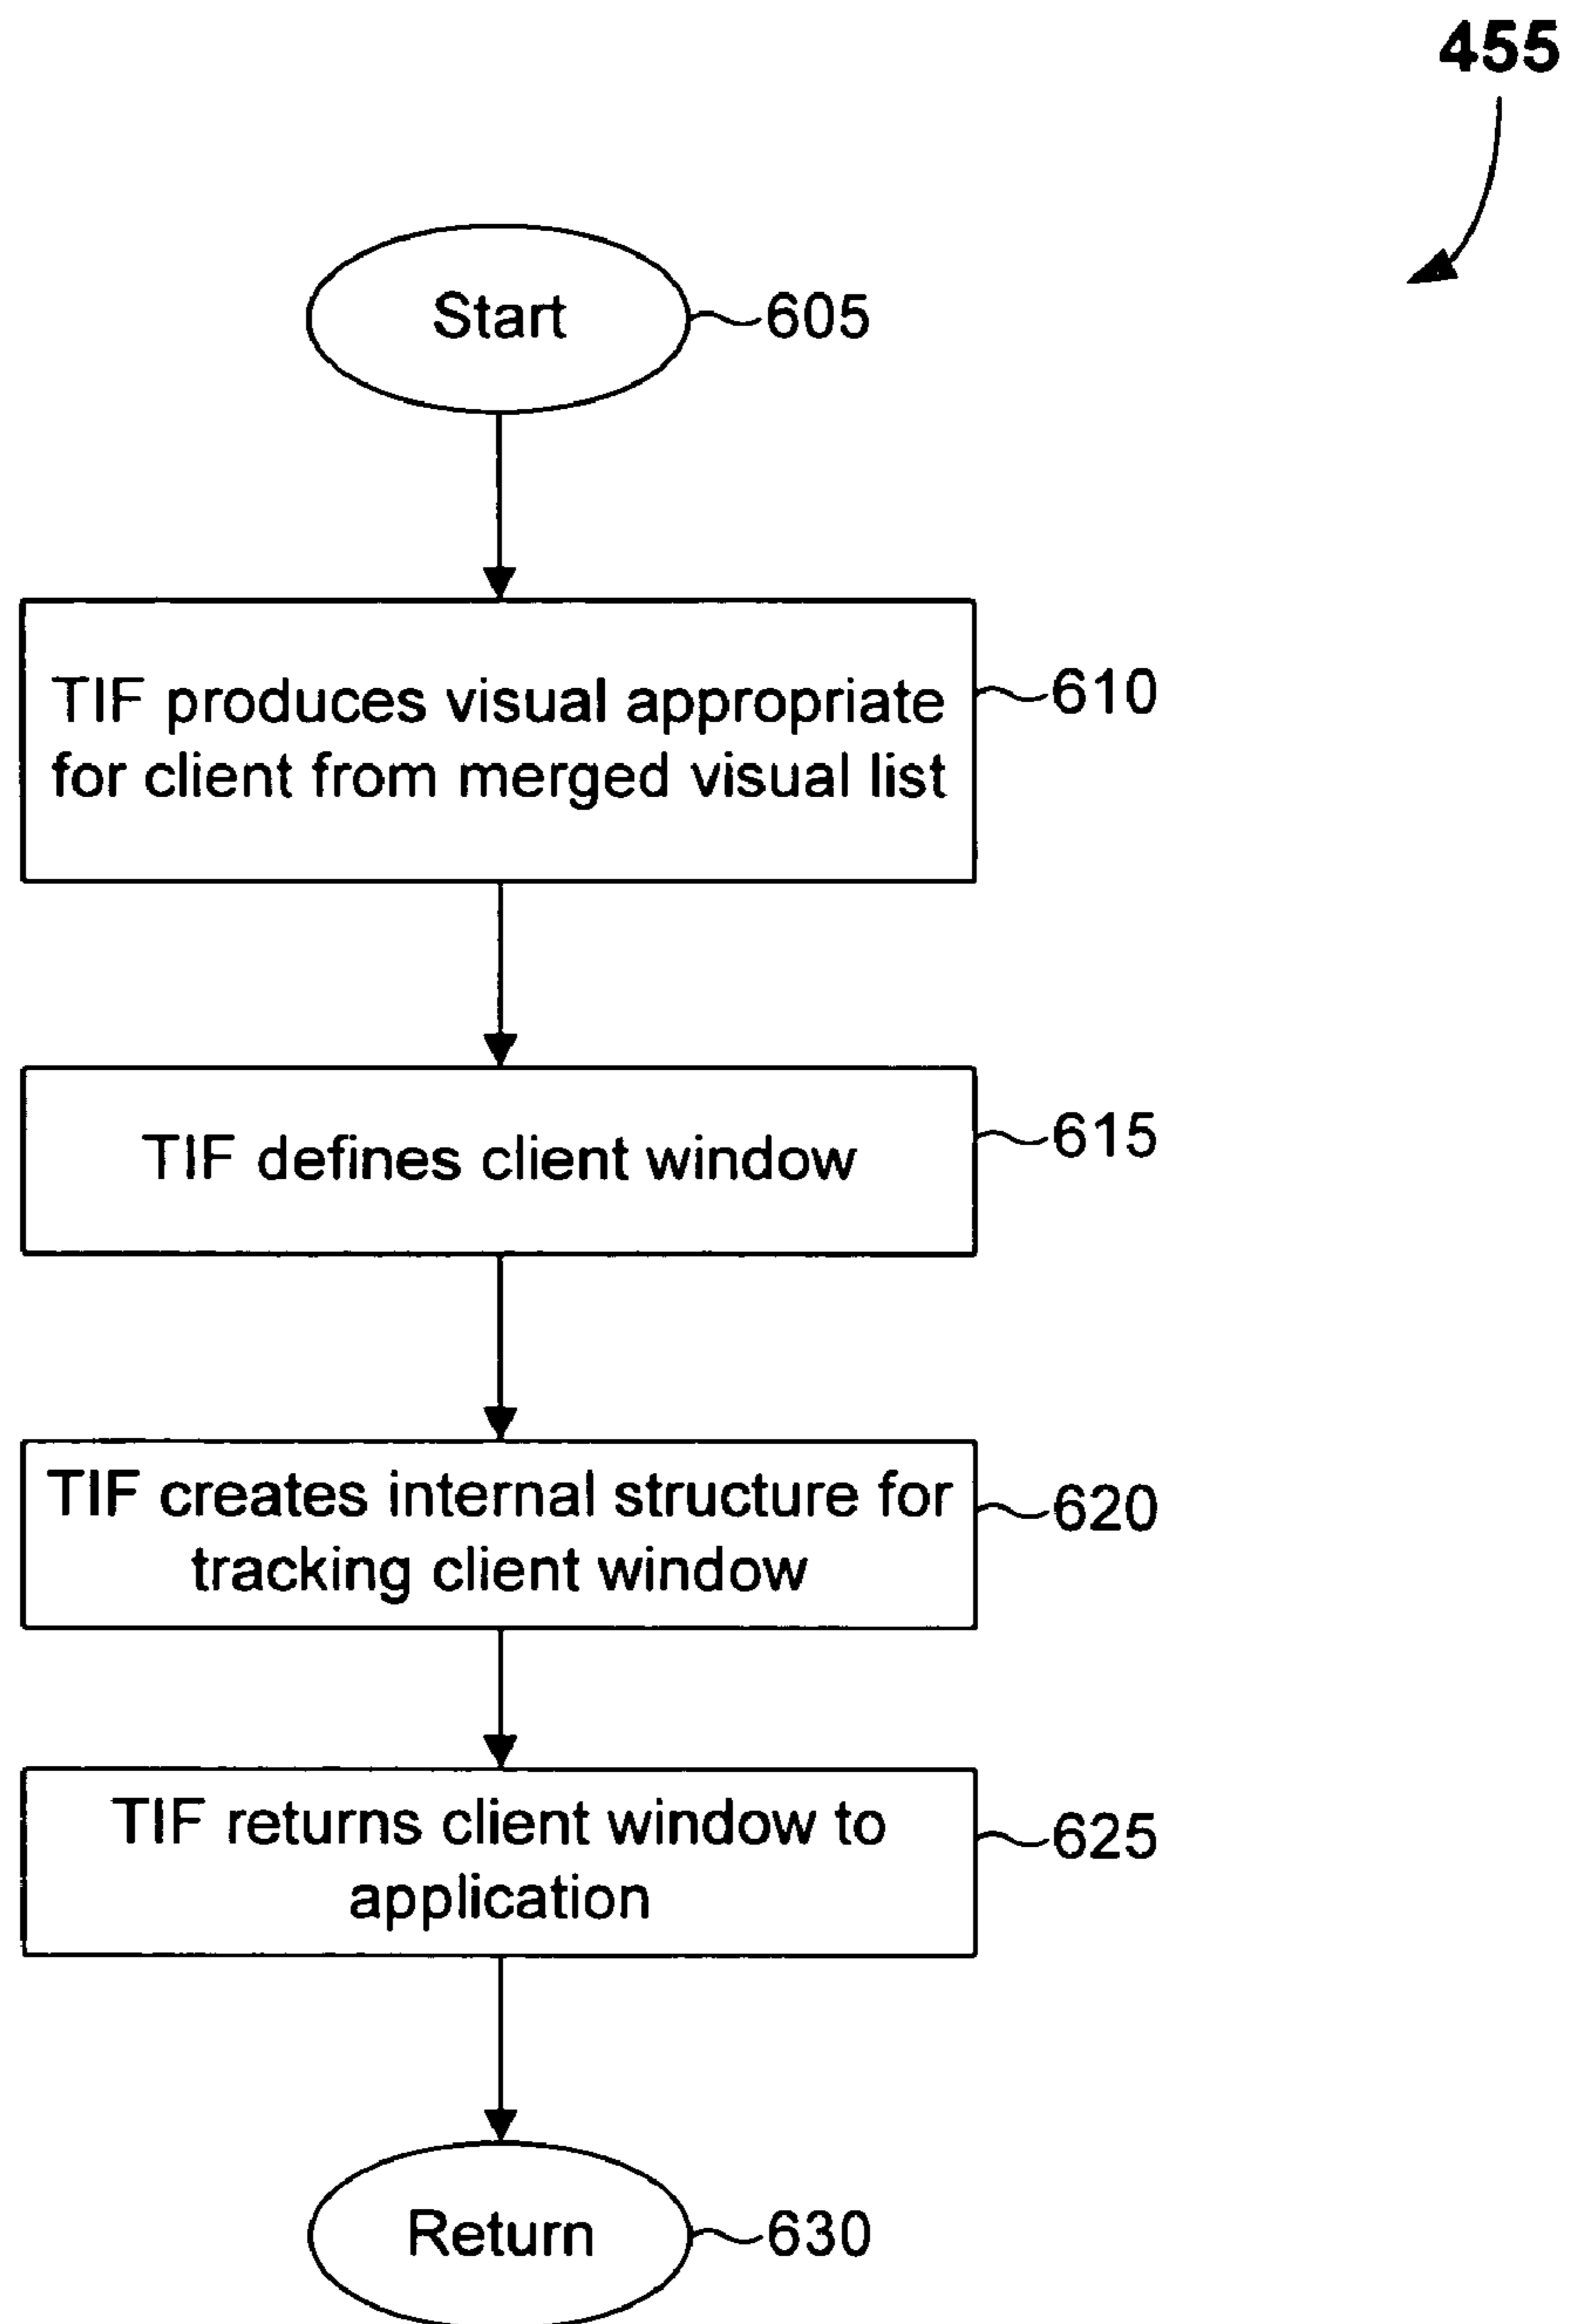 455
Start
605
TIF produces visual appropriate
for client from merged visual list
610
TIF defines client window
615
TIF creates internal structure for
tracking client window
620
TIF returns client window to
application
625
Return
630